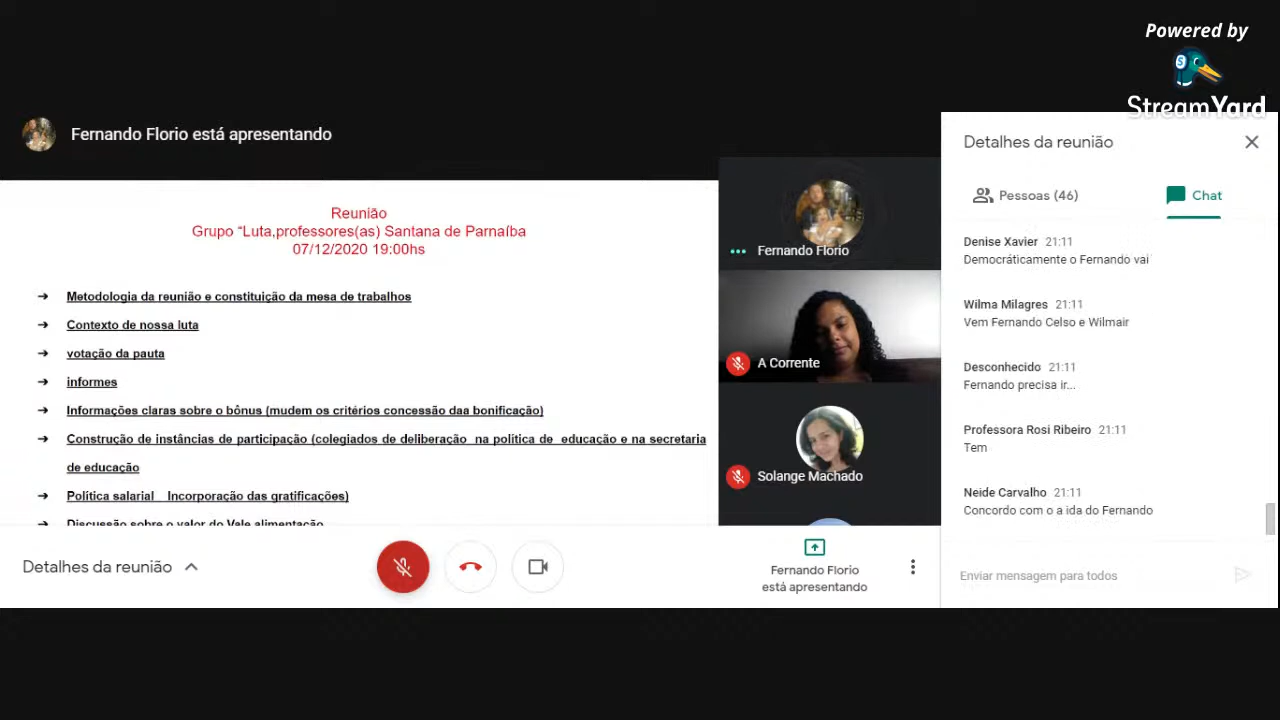 Powered by
StreamYard
Fernando Florio está apresentando
Reunião
Grupo “Luta,professores(as) Santana de Parnaíba
07/12/2020 19:00hs
➔ Metodologia da reunião e constituição da mesa de trabalhos
➔ Contexto de nossa luta
➔ votação da pauta
➔ informes
➔ Informações claras sobre o bônus (mudem os critérios concessão daa bonificação)
➔ Construção de instâncias de participação (colegiados de deliberação na política de educação e na secretaria
de educação
➔ Política salarial Incorporação das gratificações)
➔ Discussão sobre o valor do Vale alimentação
Fernando Florio
A Corrente
Solange Machado
Detalhes da reunião
Fernando Florio
está apresentando
Detalhes da reunião
Pessoas (46)
Chat
Denise Xavier 21:11
Democráticamente o Fernando vai
Wilma Milagres 21:11
Vem Fernando Celso e Wilmair
Desconhecido 21:11
Fernando precisa ir...
Professora Rosi Ribeiro 21:11
Tem
Neide Carvalho 21:11
Concordo com o a ida do Fernando
Enviar mensagem para todos